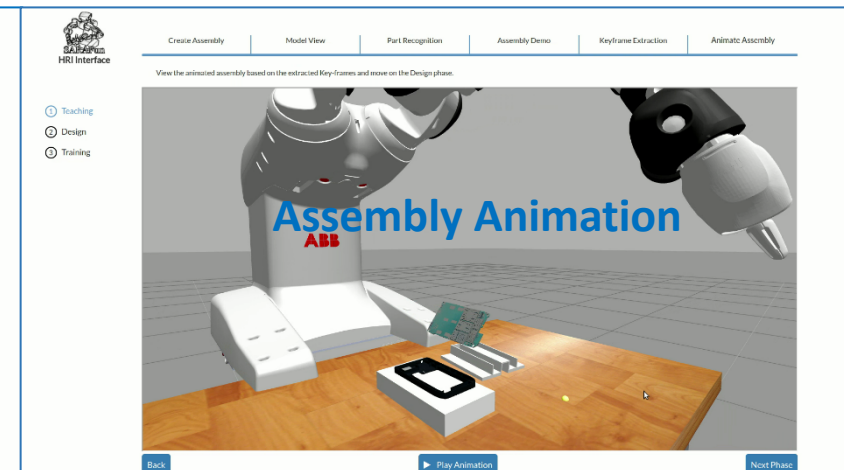 SARAFun
HRI Interface
Create Assembly
Model View
Part Recognition
Assembly Demo
Keyframe Extraction
Animate Assembly
View the animated assembly based on the extracted Key-frames and move on the Design phase.
1 Teaching
2 Design
3 Training
Assembly Animation
ABB
Back
Play Animation
Next Phase